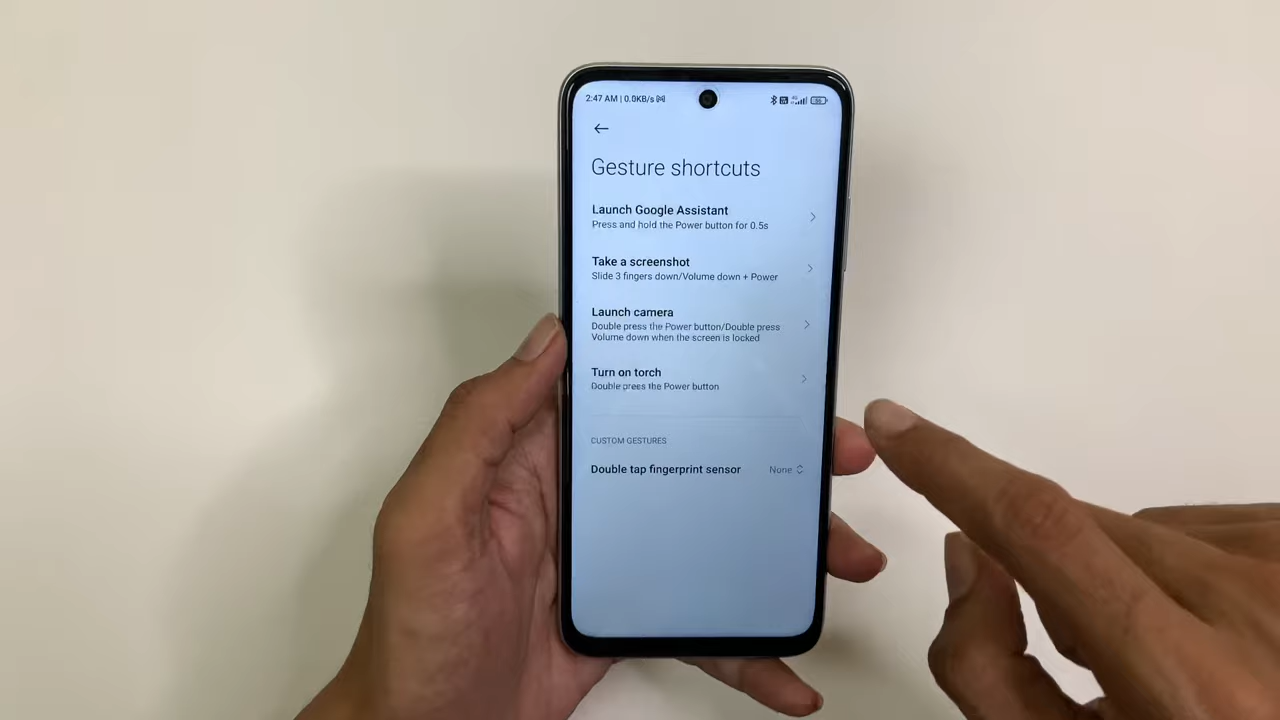 2:47 AM | 0.0KB/s
Gesture shortcuts
Launch Google Assistant
Press and hold the Power button for 0.5s
Take a screenshot
Slide 3 fingers down/Volume down + Power
Launch camera
Double press the Power button/Double press
Volume down when the screen is locked
Turn on torch
Double press the Power button
CUSTOM GESTURES
Double tap fingerprint sensor None